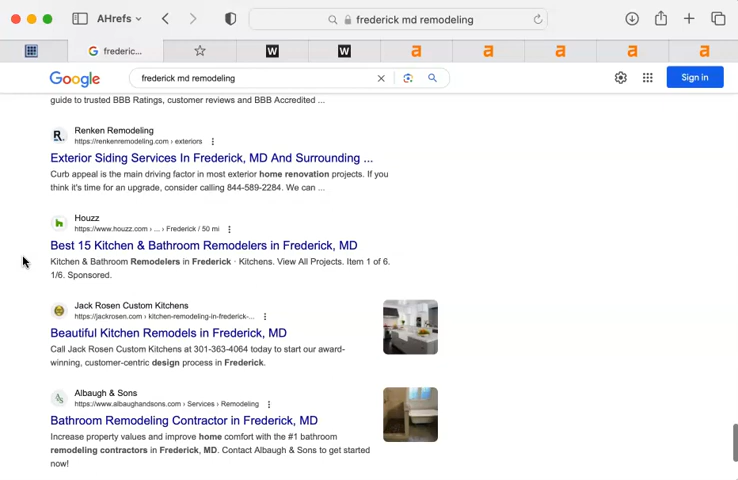 AHrefs
frederick md remodeling
G frederic...
W
W
a
a
a
a
a
Google
frederick md remodeling
Sign in
guide to trusted BBB Ratings, customer reviews and BBB Accredited ...
R.
Renken Remodeling
https://renkenremodeling.com › exteriors
Exterior Siding Services In Frederick, MD And Surrounding ...
Curb appeal is the main driving factor in most exterior home renovation projects. If you
think it's time for an upgrade, consider calling 844-589-2284. We can ...
Houzz
https://www.houzz.com › ... › Frederick / 50 mi
Best 15 Kitchen & Bathroom Remodelers in Frederick, MD
Kitchen & Bathroom Remodelers in Frederick · Kitchens. View All Projects. Item 1 of 6.
1/6. Sponsored.
Jack Rosen Custom Kitchens
https://jackrosen.com › kitchen-remodeling-in-frederick-...
Beautiful Kitchen Remodels in Frederick, MD
Call Jack Rosen Custom Kitchens at 301-363-4064 today to start our award-
winning, customer-centric design process in Frederick.
Albaugh & Sons
https://www.albaughandsons.com › Services › Remodeling
Bathroom Remodeling Contractor in Frederick, MD
Increase property values and improve home comfort with the #1 bathroom
remodeling contractors in Frederick, MD. Contact Albaugh & Sons to get started
now!